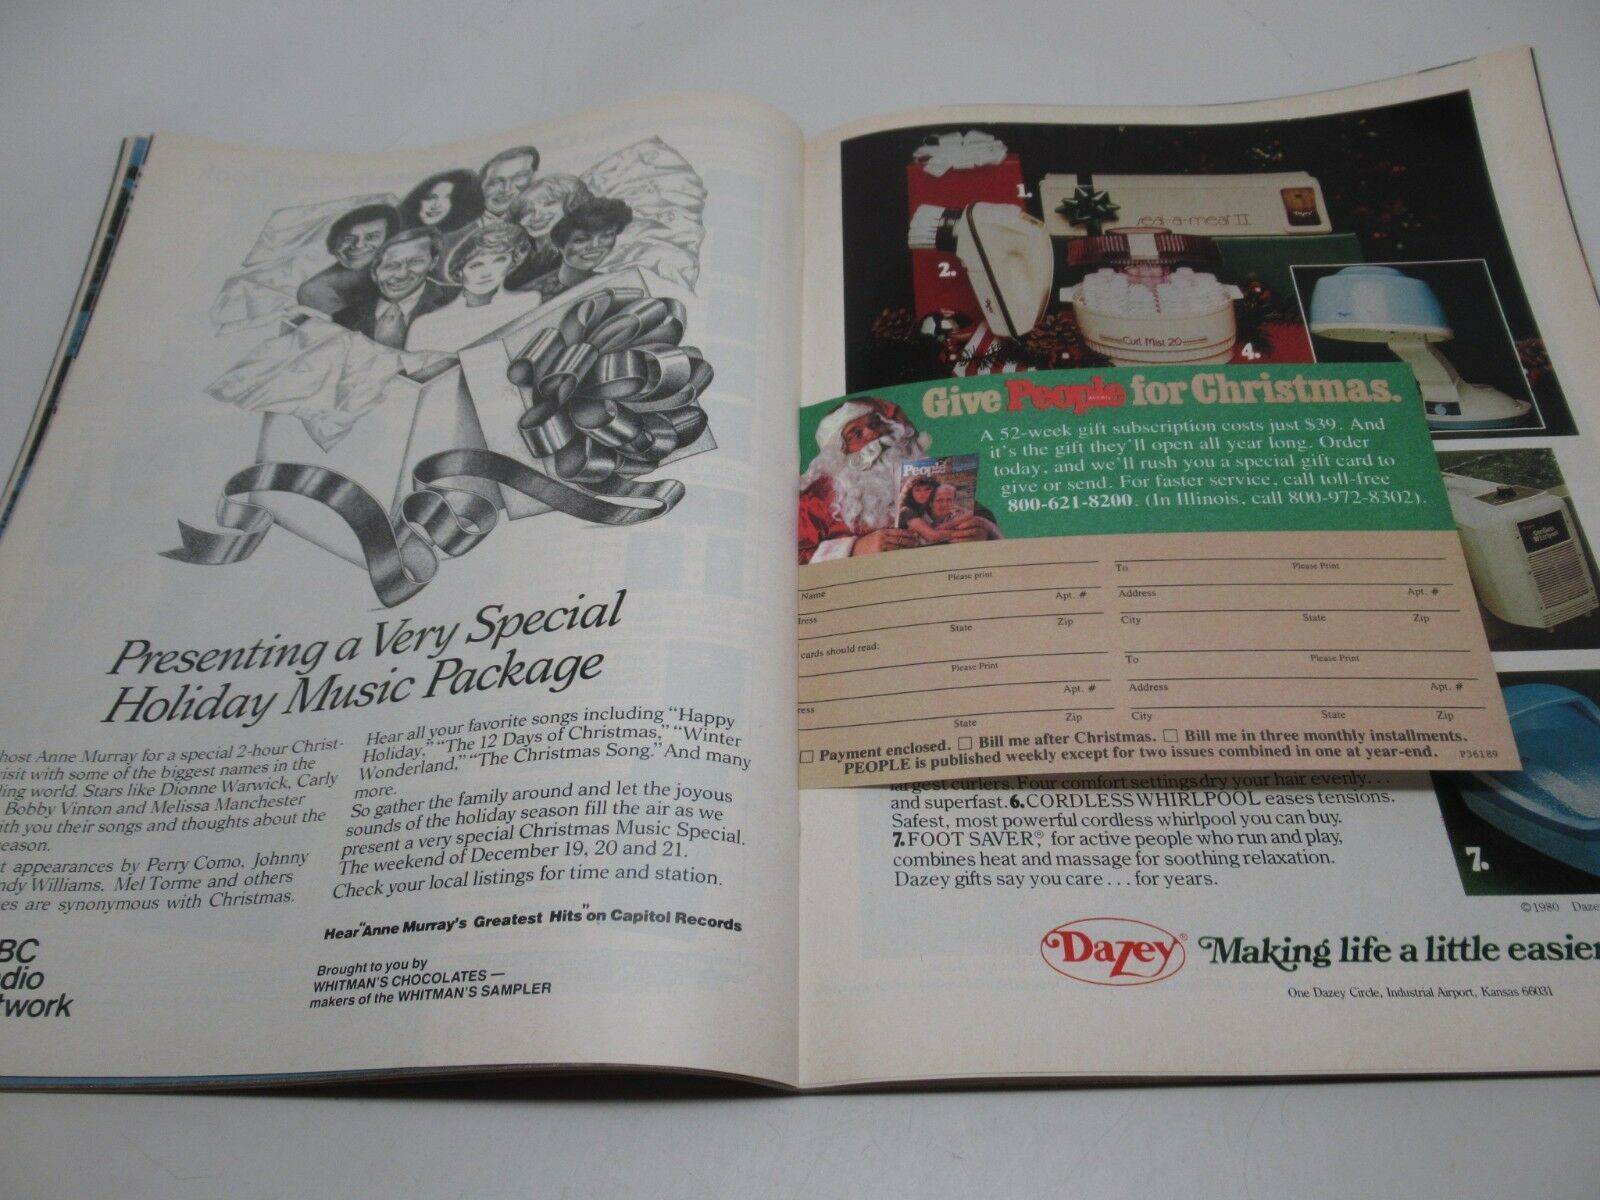 Presenting a Very Special
Holiday Music Package
host Anne Murray for a special 2-hour Christ-
visit with some of the biggest names in the
world. Stars like Dionne Warwick, Carly
Bobby Vinton and Melissa Manchester
you their songs and thoughts about the
appearances by Perry Como, Johnny
Williams, Mel Torme and others
are synonymous with Christmas.
Hear all your favorite songs including "Happy
Holiday," "The 12 Days of Christmas," "Winter
Wonderland," "The Christmas Song." And many
more.
So gather the family around and let the joyous
sounds of the holiday season fill the air as we
present a very special Christmas Music Special.
The weekend of December 19, 20 and 21.
Check your local listings for time and station.
Hear "Anne Murray's Greatest Hits" on Capitol Records
Brought to you by
WHITMAN'S CHOCOLATES —
makers of the WHITMAN'S SAMPLER
BC
dio
twork
1.
seal-a-meal II
Dazey
2.
Curl Mist 20
4.
Give People for Christmas.
A 52-week gift subscription costs just $39. And
it's the gift they'll open all year long. Order
today, and we'll rush you a special gift card to
give or send. For faster service, call toll-free
800-621-8200. (In Illinois, call 800-972-8302).
People
Please print
Name
Apt. #
State Zip
cards should read:
Please Print
Apt. #
State Zip
To Please Print
Address Apt. #
City State Zip
To Please Print
Address Apt. #
City State Zip
☐ Payment enclosed. ☐ Bill me after Christmas. ☐ Bill me in three monthly installments.
PEOPLE is published weekly except for two issues combined in one at year-end. P36189
largest curlers. Four comfort settings dry your hair evenly...
and superfast. 6. CORDLESS WHIRLPOOL eases tensions.
Safest, most powerful cordless whirlpool you can buy.
7. FOOT SAVER,® for active people who run and play,
combines heat and massage for soothing relaxation.
Dazey gifts say you care... for years.
7.
©1980 Daze
Dazey® Making life a little easier
One Dazey Circle, Industrial Airport, Kansas 66031